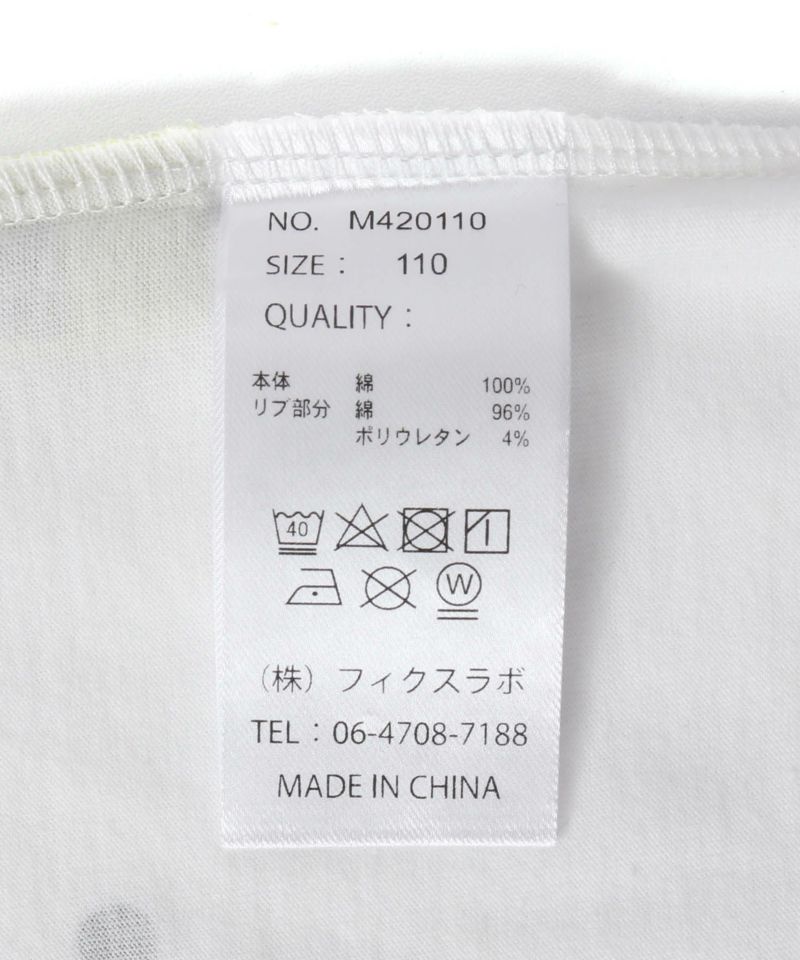 NO. M420110
SIZE : 110
QUALITY :
本体 綿 100%
リブ部分 綿 96%
ポリウレタン 4%
40
W
(株) フィクスラボ
TEL : 06-4708-7188
MADE IN CHINA